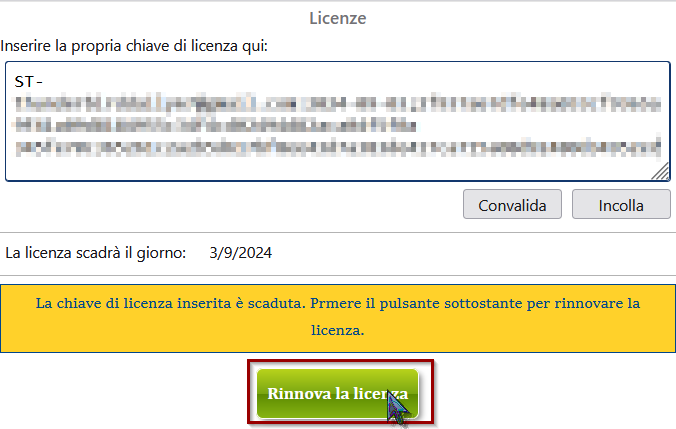 Licenze
Inserire la propria chiave di licenza qui:
ST-
Convalida Incolla
La licenza scadrà il giorno: 3/9/2024
La chiave di licenza inserita è scaduta. Prmere il pulsante sottostante per rinnovare la
licenza.
Rinnova la licenza